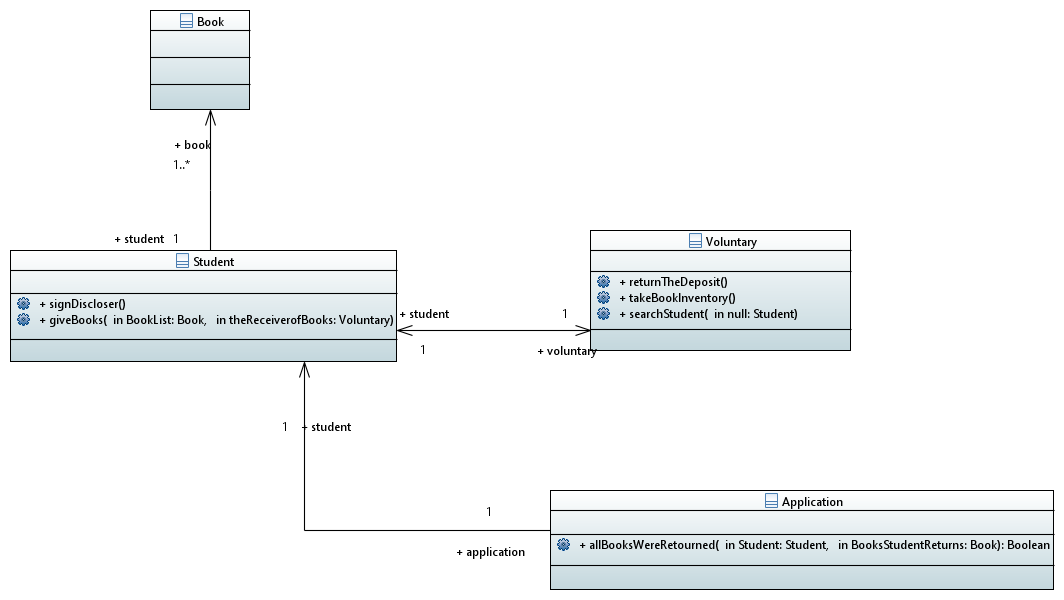 Book
+ book
1..*
+ student 1
Student
+ signDiscloser()
+ giveBooks( in BookList: Book, in theReceiverofBooks: Voluntary)
Voluntary
+ returnTheDeposit()
+ takeBookInventory()
+ searchStudent( in null: Student)
+ student 1
1 + voluntary
1 + student
1
+ application
Application
+ allBooksWereRetourned( in Student: Student, in BooksStudentReturns: Book): Boolean